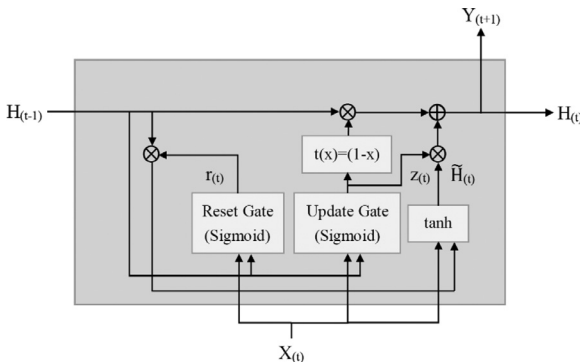 Y(t+1)
H(t-1)
H(t)
t(x)=(1-x)
r(t)
z(t)
H̃(t)
Reset Gate
(Sigmoid)
Update Gate
(Sigmoid)
tanh
X(t)